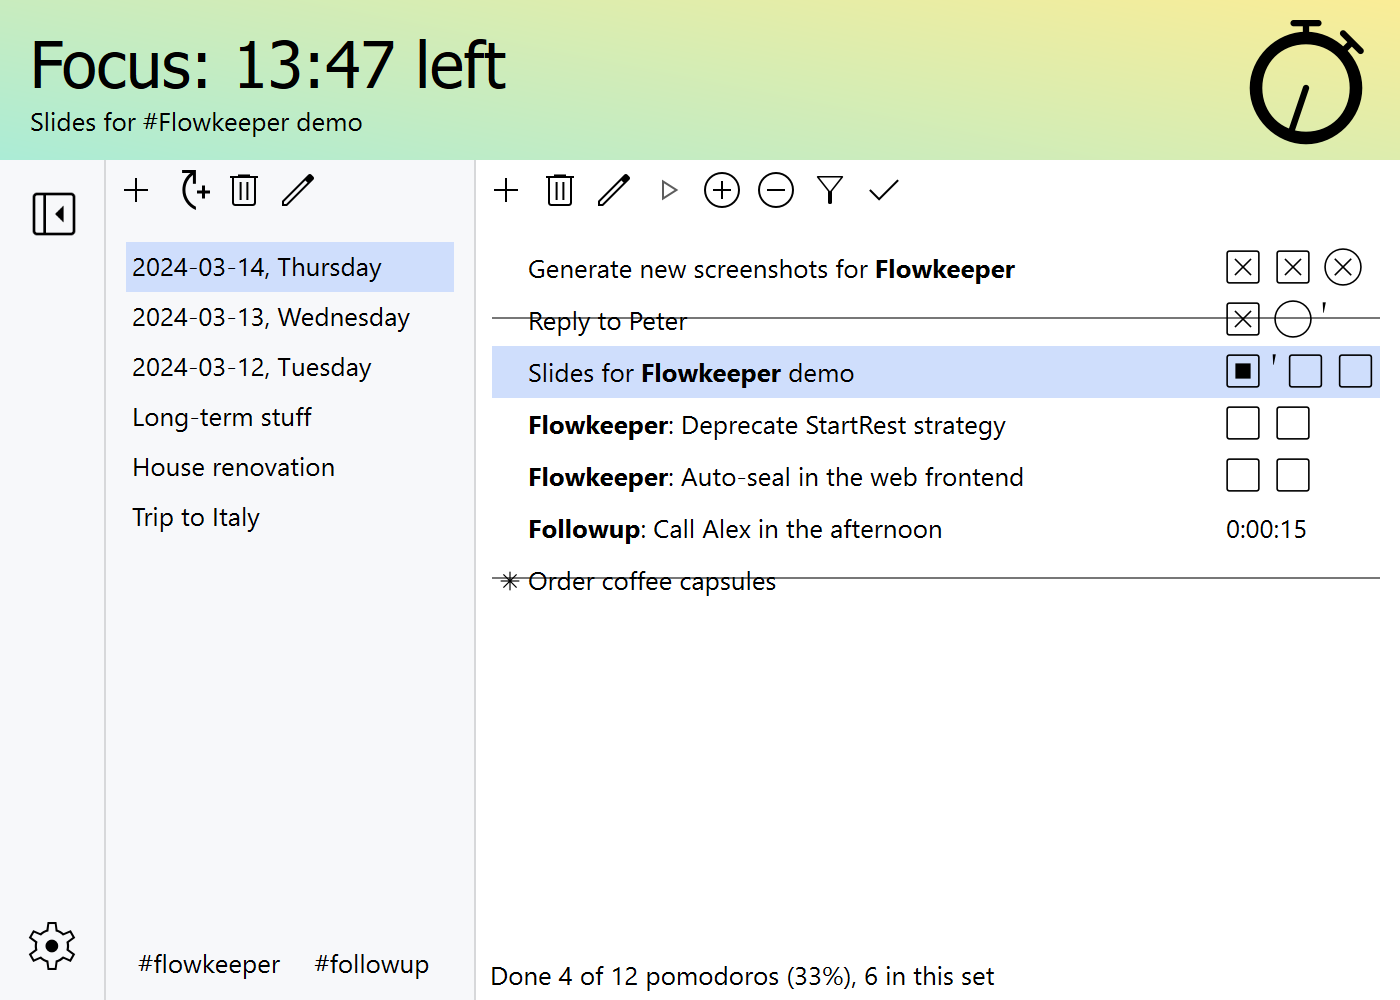 Focus: 13:47 left
Slides for #Flowkeeper demo
2024-03-14, Thursday
2024-03-13, Wednesday
2024-03-12, Tuesday
Long-term stuff
House renovation
Trip to Italy
#flowkeeper #followup
Generate new screenshots for Flowkeeper
Reply to Peter
Slides for Flowkeeper demo
Flowkeeper: Deprecate StartRest strategy
Flowkeeper: Auto-seal in the web frontend
Followup: Call Alex in the afternoon 0:00:15
Order coffee capsules
Done 4 of 12 pomodoros (33%), 6 in this set